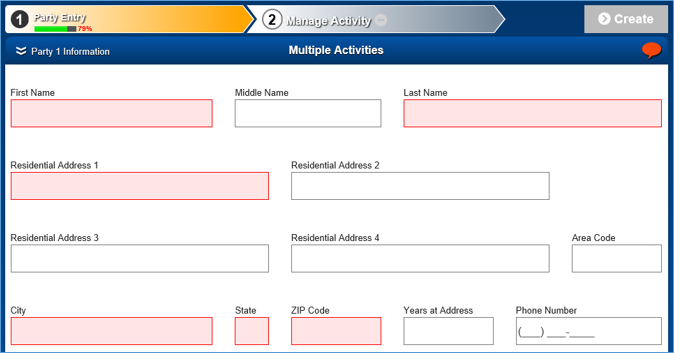 1 Party Entry 79%
2 Manage Activity
Create
Party 1 Information
Multiple Activities
First Name Middle Name Last Name
Residential Address 1 Residential Address 2
Residential Address 3 Residential Address 4 Area Code
City State ZIP Code Years at Address Phone Number
(___) ___-____